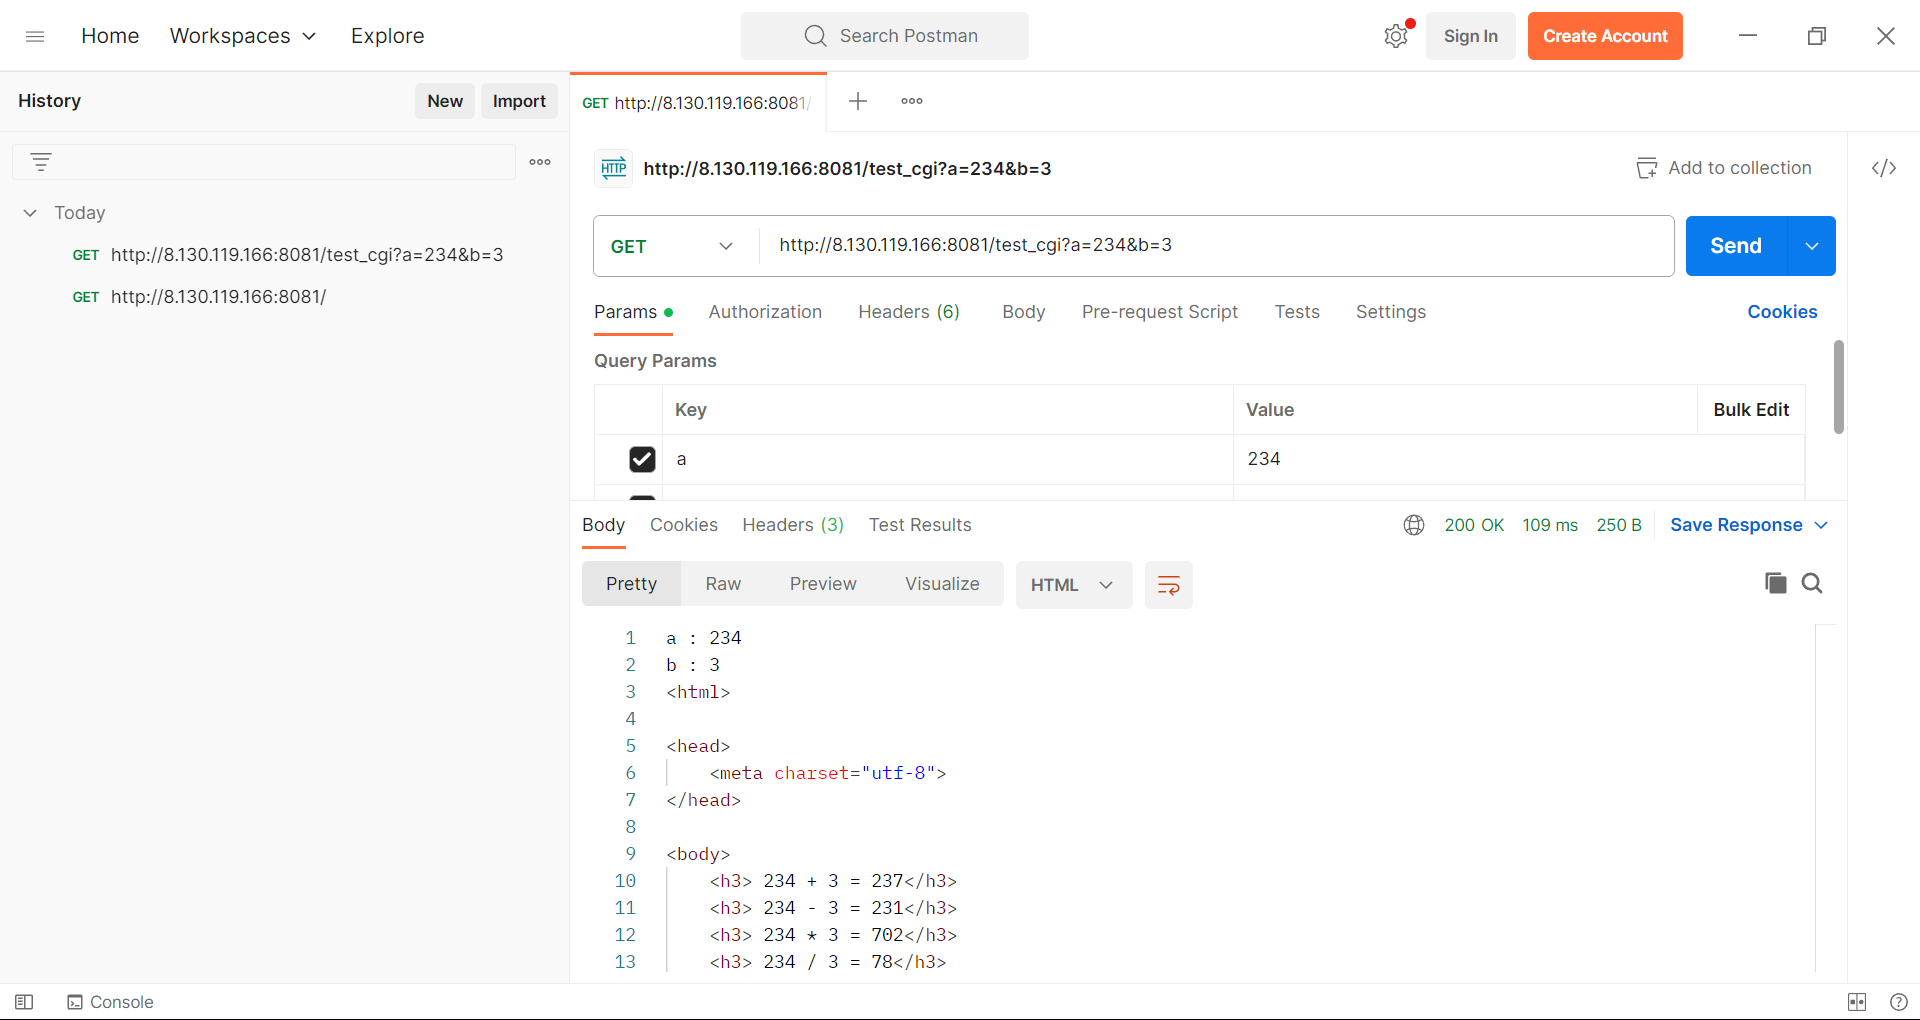 Home Workspaces Explore Search Postman Sign In Create Account
History New Import
GET http://8.130.119.166:8081/
Today
GET http://8.130.119.166:8081/test_cgi?a=234&b=3
GET http://8.130.119.166:8081/
HTTP http://8.130.119.166:8081/test_cgi?a=234&b=3 Add to collection </>
GET http://8.130.119.166:8081/test_cgi?a=234&b=3 Send
Params Authorization Headers (6) Body Pre-request Script Tests Settings Cookies
Query Params
Key Value Bulk Edit
a 234
Body Cookies Headers (3) Test Results 200 OK 109 ms 250 B Save Response
Pretty Raw Preview Visualize HTML
1 a : 234
2 b : 3
3 <html>
4
5 <head>
6 <meta charset="utf-8">
7 </head>
8
9 <body>
10 <h3> 234 + 3 = 237</h3>
11 <h3> 234 - 3 = 231</h3>
12 <h3> 234 * 3 = 702</h3>
13 <h3> 234 / 3 = 78</h3>
Console